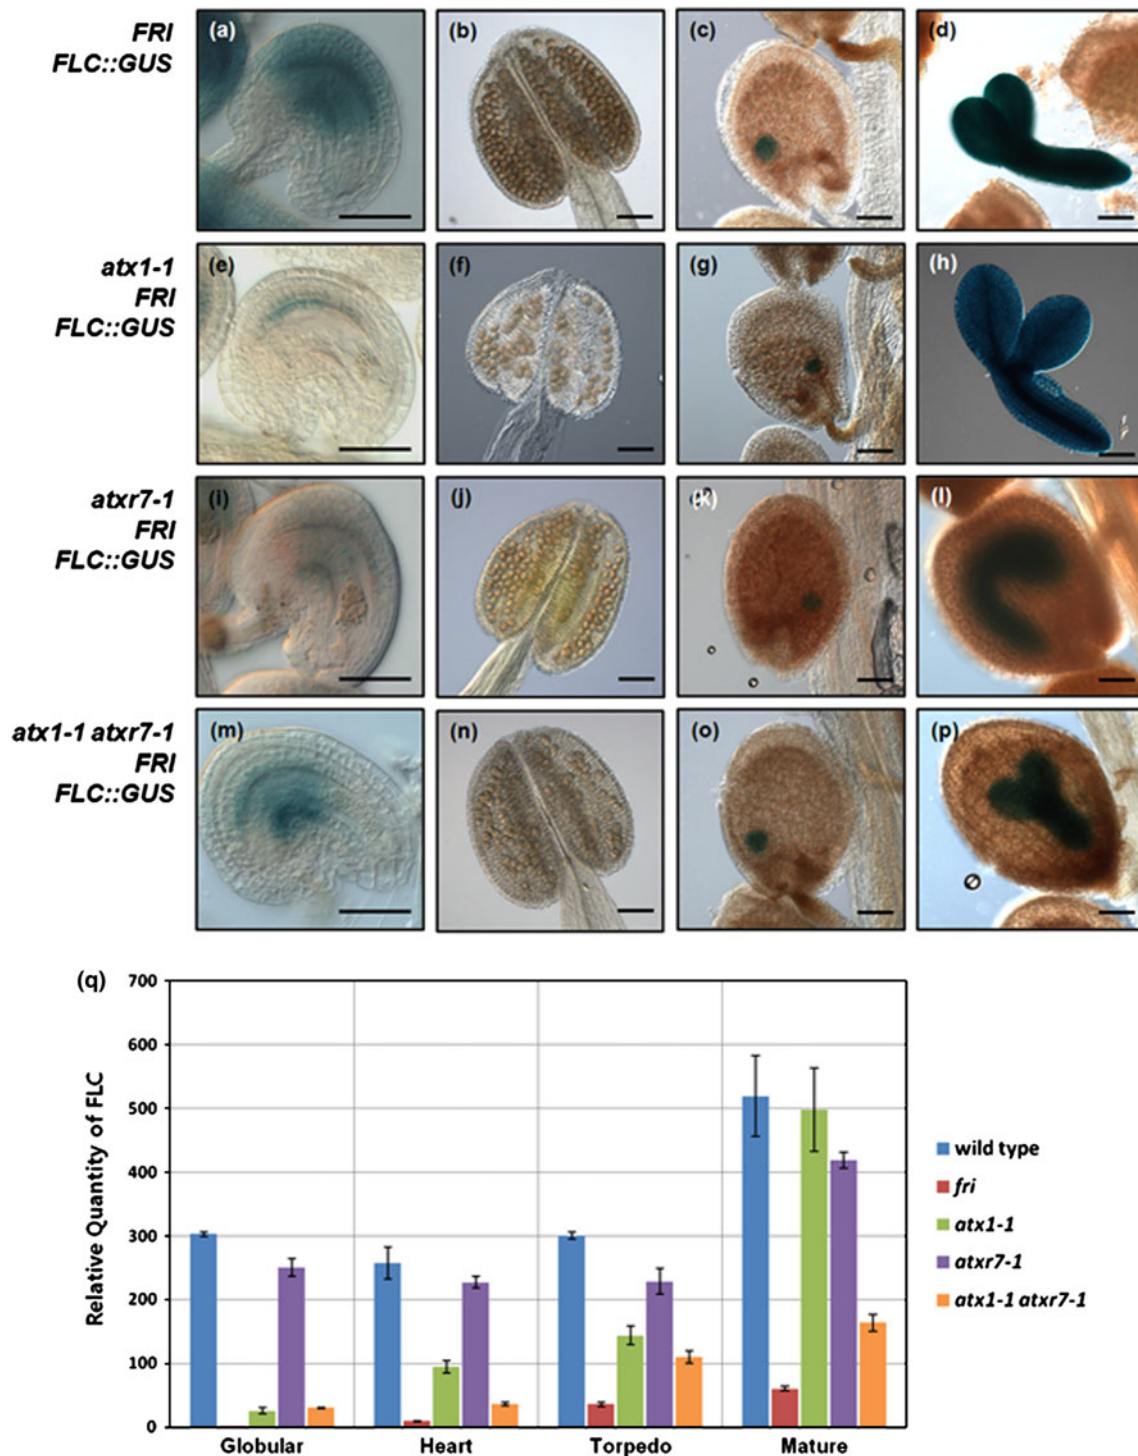 FRI
FLC::GUS
(a)
(b)
(c)
(d)
atx1-1
FRI
FLC::GUS
(e)
(f)
(g)
(h)
atxr7-1
FRI
FLC::GUS
(i)
(j)
(k)
(l)
atx1-1 atxr7-1
FRI
FLC::GUS
(m)
(n)
(o)
(p)
(q)
Relative Quantity of FLC
700
600
500
400
300
200
100
0
Globular
Heart
Torpedo
Mature
wild type
fri
atx1-1
atxr7-1
atx1-1 atxr7-1